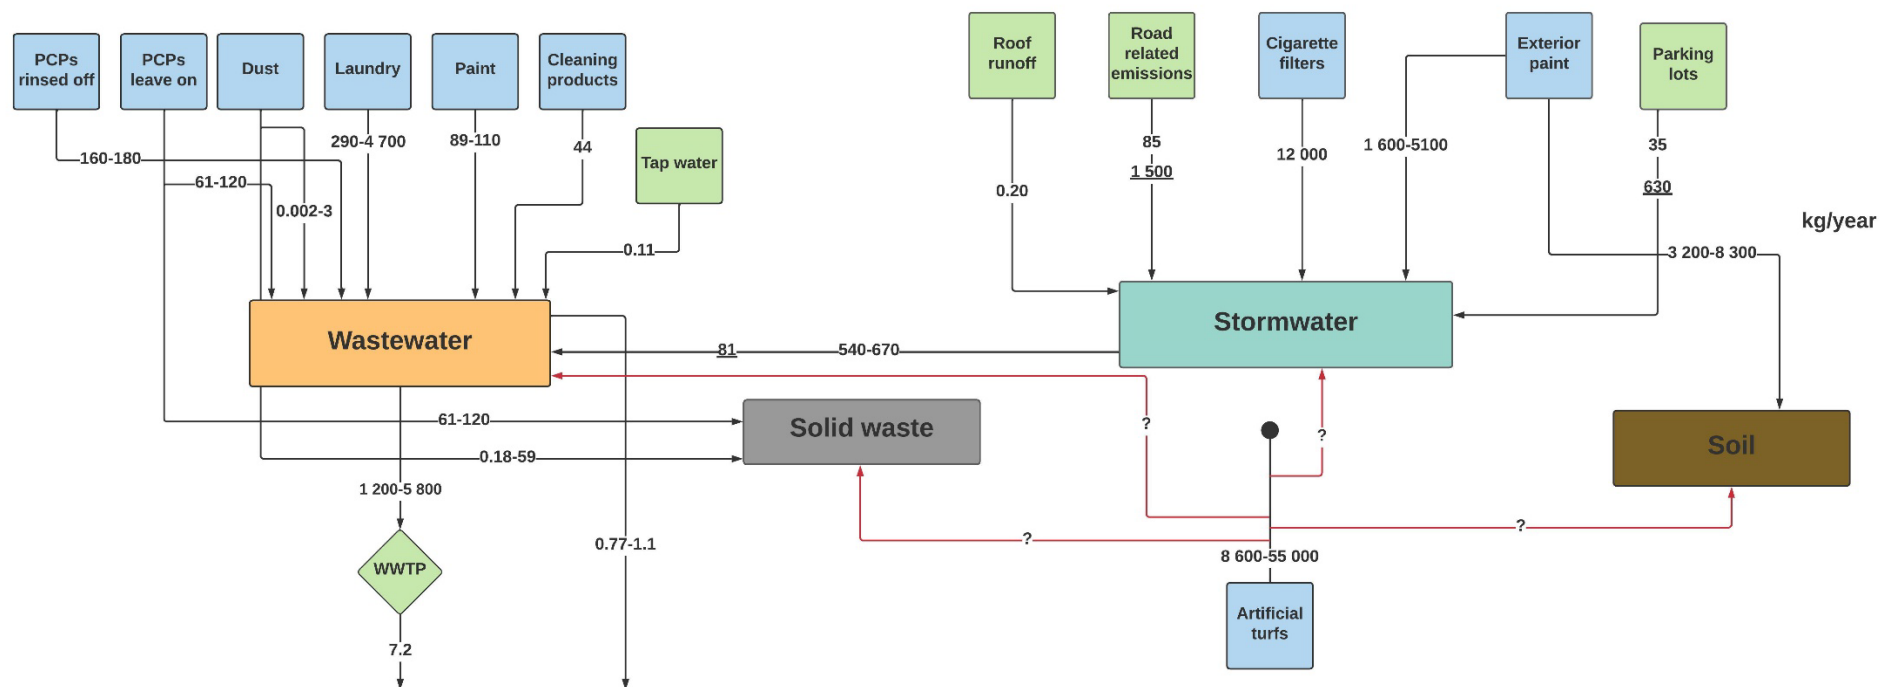 PCPs
rinsed off
PCPs
leave on
Dust
Laundry
Paint
Cleaning
products
Roof
runoff
Road
related
emissions
Cigarette
filters
Exterior
paint
Parking
lots
290-4 700
89-110
44
85
1 500
12 000
1 600-5100
35
630
160-180
61-120
0.002-3
Tap water
0.11
0.20
kg/year
3 200-8 300
Wastewater
Stormwater
81
540-670
61-120
Solid waste
?
?
Soil
0.18-59
1 200-5 800
?
?
0.77-1.1
8 600-55 000
WWTP
Artificial
turfs
7.2